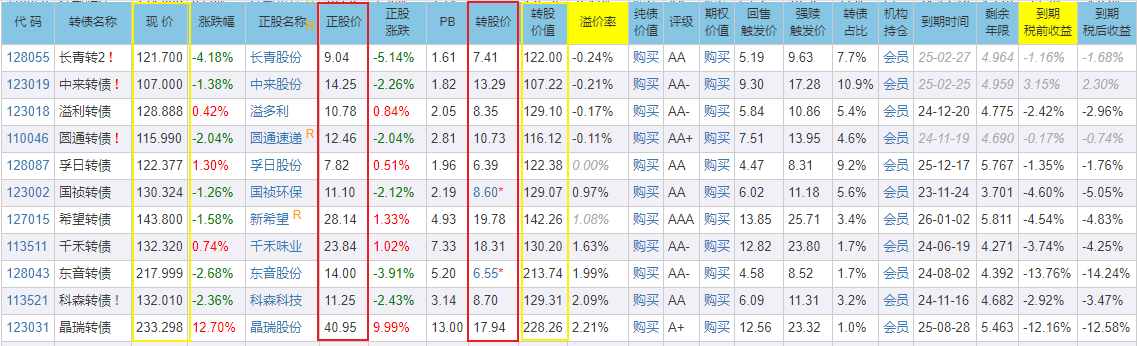 代 码 转债名称 现 价 涨跌幅 正股名称R 正股价 正股涨跌 PB 转股价 转股价值 溢价率 纯债价值 评级 期权价值 回售触发价 强赎触发价 转债占比 机构持仓 到期时间 剩余年限 到期税前收益 到期税后收益
128055 长青转2! 121.700 -4.18% 长青股份 9.04 -5.14% 1.61 7.41 122.00 -0.24% 购买 AA 购买 5.19 9.63 7.7% 会员 25-02-27 4.964 -1.16% -1.68%
123019 中来转债! 107.000 -1.38% 中来股份 14.25 -2.26% 1.82 13.29 107.22 -0.21% 购买 AA- 购买 9.30 17.28 10.9% 会员 25-02-25 4.959 3.15% 2.30%
123018 溢利转债 128.888 0.42% 溢多利 10.78 0.84% 2.05 8.35 129.10 -0.17% 购买 AA- 购买 5.84 10.86 5.4% 会员 24-12-20 4.775 -2.42% -2.96%
110046 圆通转债! 115.990 -2.04% 圆通速递R 12.46 -2.04% 2.81 10.73 116.12 -0.11% 购买 AA+ 购买 7.51 13.95 4.6% 会员 24-11-19 4.690 -0.17% -0.74%
128087 孚日转债 122.377 1.30% 孚日股份 7.82 0.51% 1.96 6.39 122.38 0.00% 购买 AA- 购买 4.47 8.31 9.2% 会员 25-12-17 5.767 -1.35% -1.76%
123002 国祯转债 130.324 -1.26% 国祯环保 11.10 -2.12% 2.19 8.60* 129.07 0.97% 购买 AA 购买 6.02 11.18 5.6% 会员 23-11-24 3.701 -4.60% -5.05%
127015 希望转债 143.800 -1.58% 新希望R 28.14 1.33% 4.93 19.78 142.26 1.08% 购买 AAA 购买 13.85 25.71 3.4% 会员 26-01-02 5.811 -4.54% -4.83%
113511 千禾转债 132.320 0.74% 千禾味业 23.84 1.02% 7.33 18.31 130.20 1.63% 购买 AA- 购买 12.82 23.80 1.7% 会员 24-06-19 4.271 -3.74% -4.25%
128043 东音转债 217.999 -2.68% 东音股份 14.00 -3.91% 5.20 6.55* 213.74 1.99% 购买 AA- 购买 4.58 8.52 1.7% 会员 24-08-02 4.392 -13.76% -14.24%
113521 科森转债! 132.010 -2.36% 科森科技 11.25 -2.43% 3.14 8.70 129.31 2.09% 购买 AA 购买 6.09 11.31 3.2% 会员 24-11-16 4.682 -2.92% -3.47%
123031 晶瑞转债 233.298 12.70% 晶瑞股份 40.95 9.99% 13.00 17.94 228.26 2.21% 购买 A+ 购买 12.56 23.32 1.0% 会员 25-08-28 5.463 -12.16% -12.58%